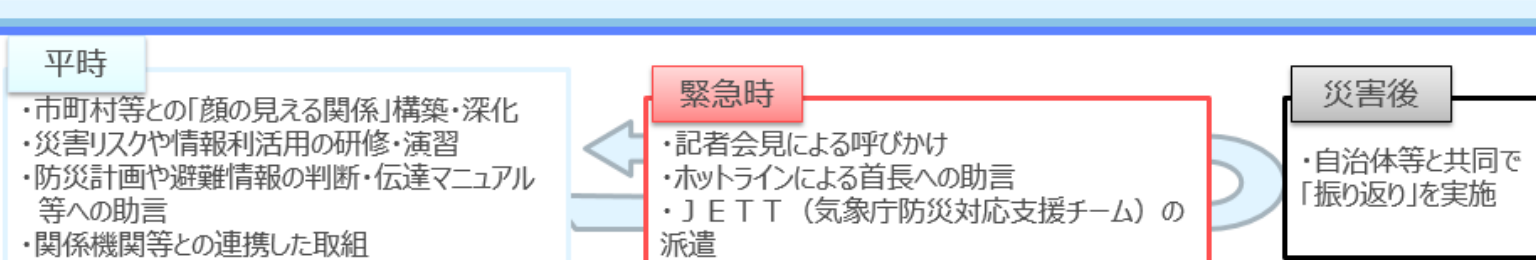 平時
・市町村等との「顔の見える関係」構築・深化
・災害リスクや情報利活用の研修・演習
・防災計画や避難情報の判断・伝達マニュアル
等への助言
・関係機関等との連携した取組
緊急時
・記者会見による呼びかけ
・ホットラインによる首長への助言
・ＪＥＴＴ（気象庁防災対応支援チーム）の
派遣
災害後
・自治体等と共同で
「振り返り」を実施